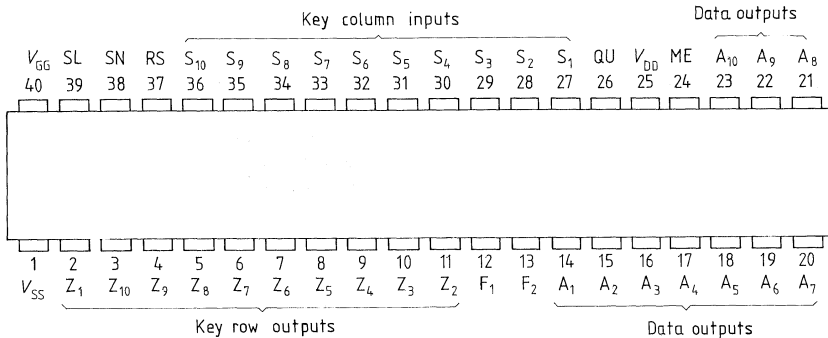 Key column inputs
Data outputs
V_GG SL SN RS S_10 S_9 S_8 S_7 S_6 S_5 S_4 S_3 S_2 S_1 QU V_DD ME A_10 A_9 A_8
40 39 38 37 36 35 34 33 32 31 30 29 28 27 26 25 24 23 22 21
1 2 3 4 5 6 7 8 9 10 11 12 13 14 15 16 17 18 19 20
V_SS Z_1 Z_10 Z_9 Z_8 Z_7 Z_6 Z_5 Z_4 Z_3 Z_2 F_1 F_2 A_1 A_2 A_3 A_4 A_5 A_6 A_7
Key row outputs
Data outputs